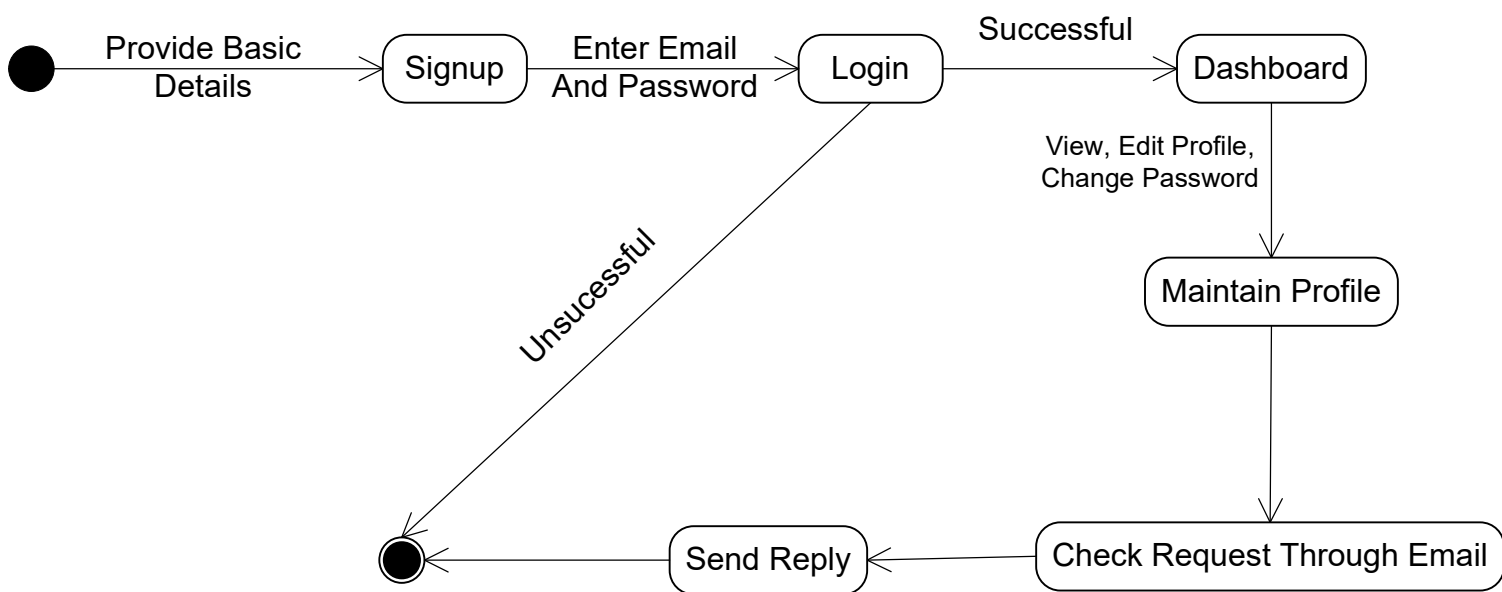 Provide Basic
Details
Signup
Enter Email
And Password
Login
Successful
Dashboard
View, Edit Profile,
Change Password
Unsucessful
Maintain Profile
Send Reply
Check Request Through Email